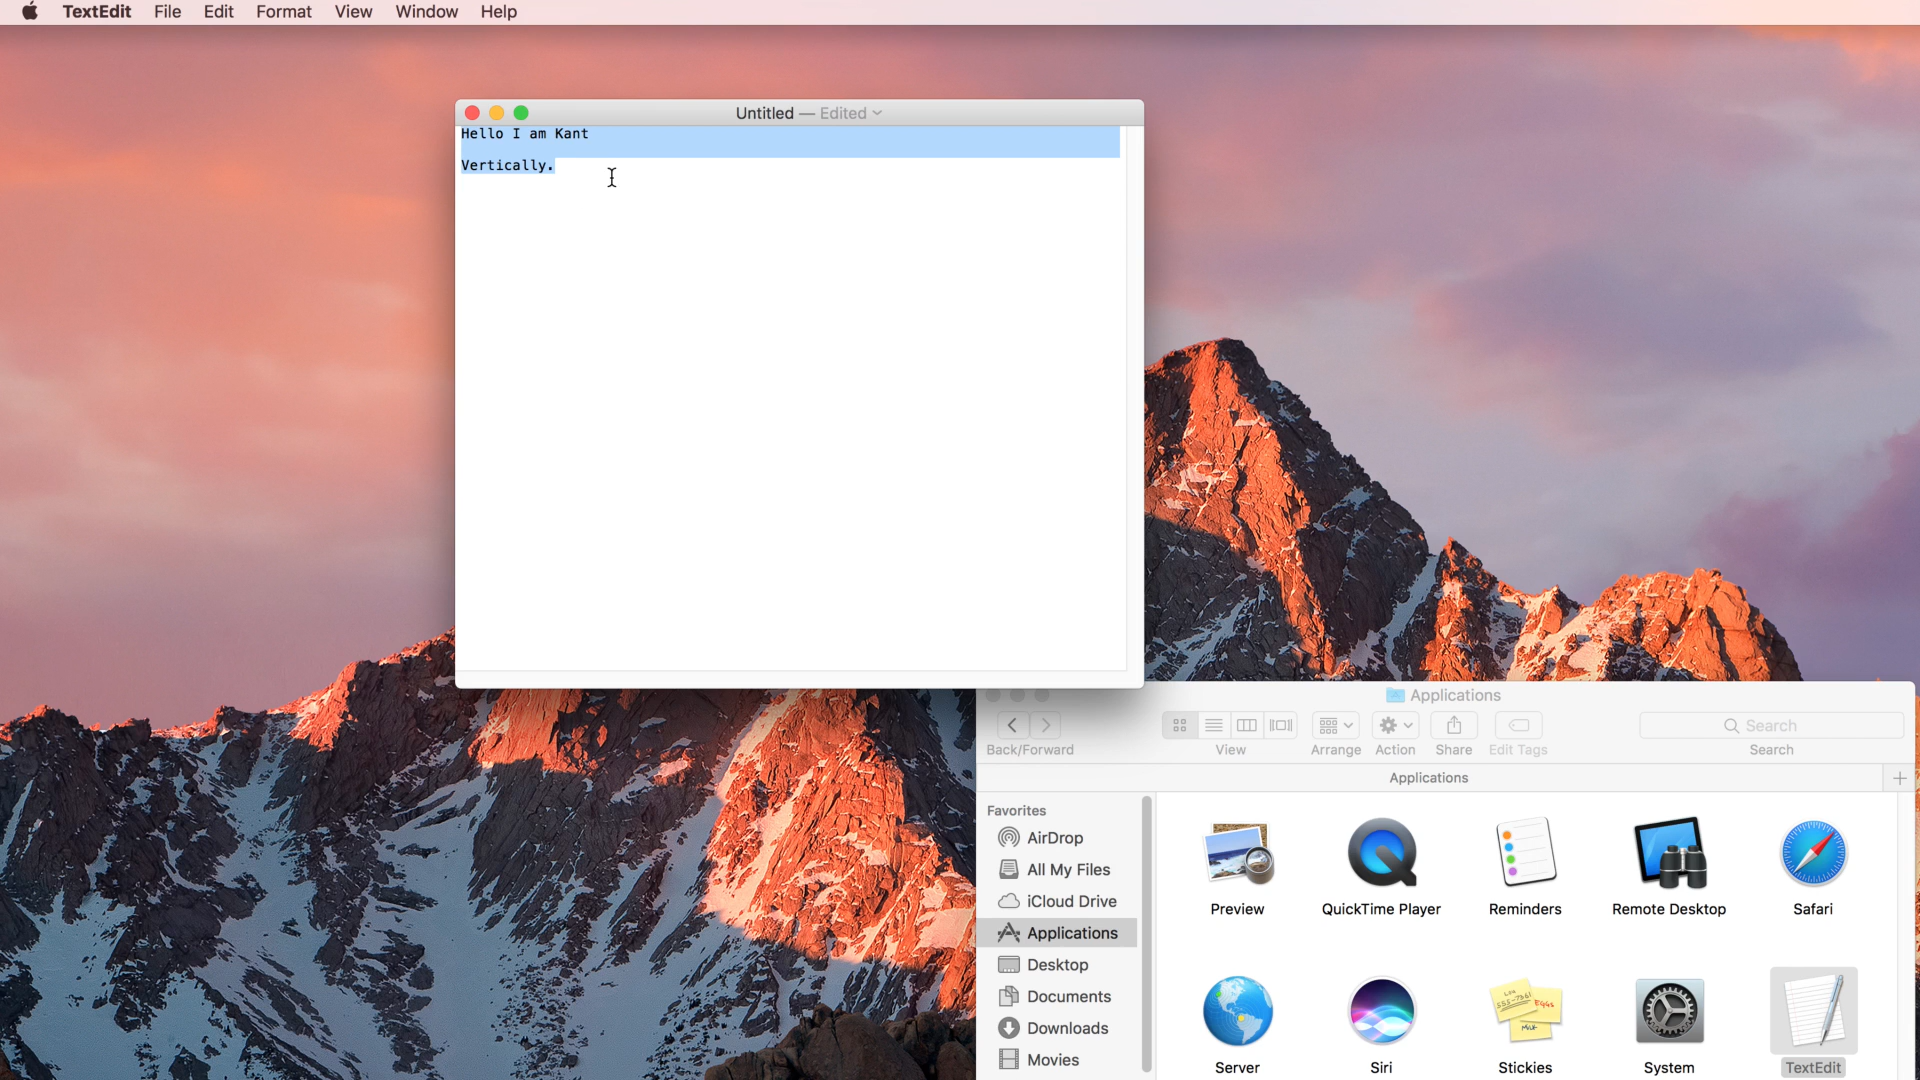 TextEdit File Edit Format View Window Help
Untitled — Edited
Hello I am Kant
Vertically.
Applications
Back/Forward View Arrange Action Share Edit Tags Search
Search
Applications
Favorites
AirDrop
All My Files
iCloud Drive
Applications
Desktop
Documents
Downloads
Movies
Preview QuickTime Player Reminders Remote Desktop Safari
EGGS
MILK
Server Siri Stickies System TextEdit